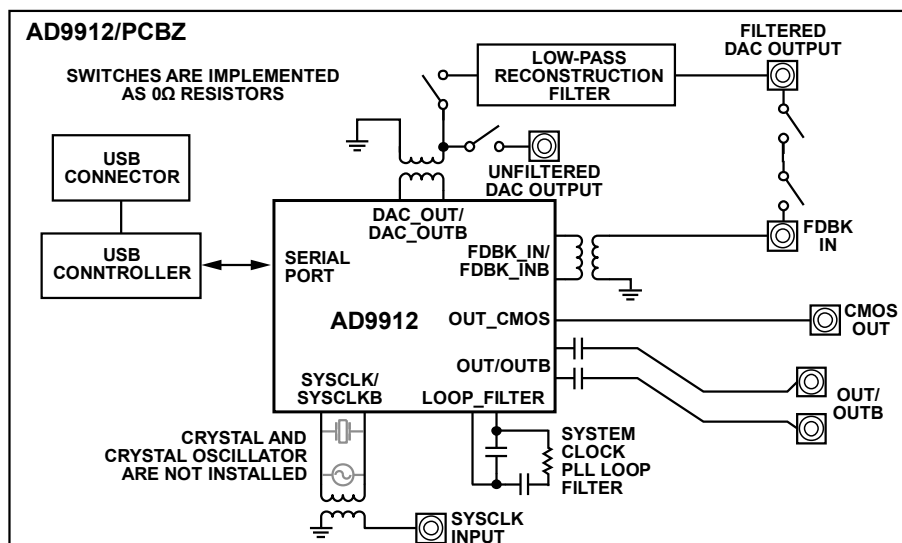 AD9912/PCBZ
SWITCHES ARE IMPLEMENTED
AS 0Ω RESISTORS
LOW-PASS
RECONSTRUCTION
FILTER
FILTERED
DAC OUTPUT
USB
CONNECTOR
UNFILTERED
DAC OUTPUT
USB
CONNTROLLER
SERIAL
PORT
DAC_OUT/
DAC_OUTB
FDBK_IN/
FDBK_INB
FDBK
IN
AD9912
OUT_CMOS
CMOS
OUT
OUT/OUTB
OUT/
OUTB
SYSCLK/
SYSCLKB
LOOP_FILTER
CRYSTAL AND
CRYSTAL OSCILLATOR
ARE NOT INSTALLED
SYSTEM
CLOCK
PLL LOOP
FILTER
SYSCLK
INPUT